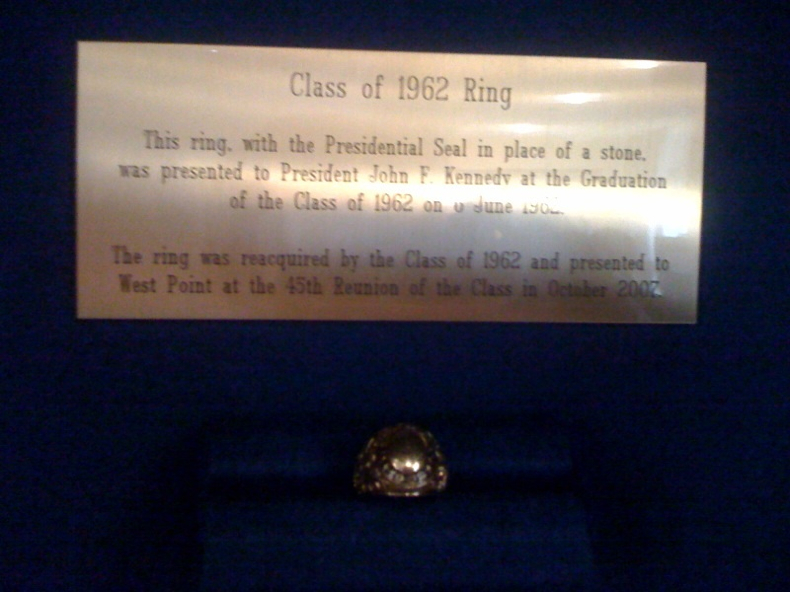 Class of 1962 Ring
This ring, with the Presidential Seal in place of a stone,
was presented to President John F. Kennedy at the Graduation
of the Class of 1962 on 6 June 1962.
The ring was reacquired by the Class of 1962 and presented to
West Point at the 45th Reunion of the Class in October 2007.